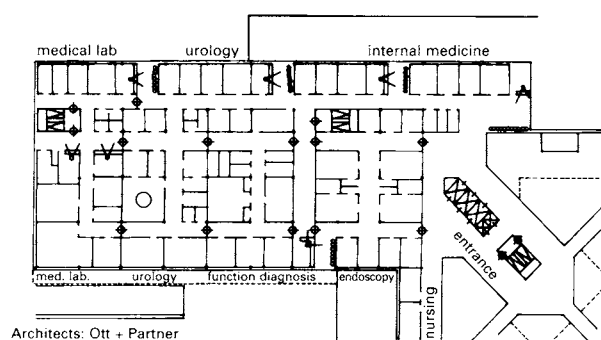 medical lab urology internal medicine
entrance
med. lab. urology function diagnosis endoscopy
nursing
Architects: Ott + Partner